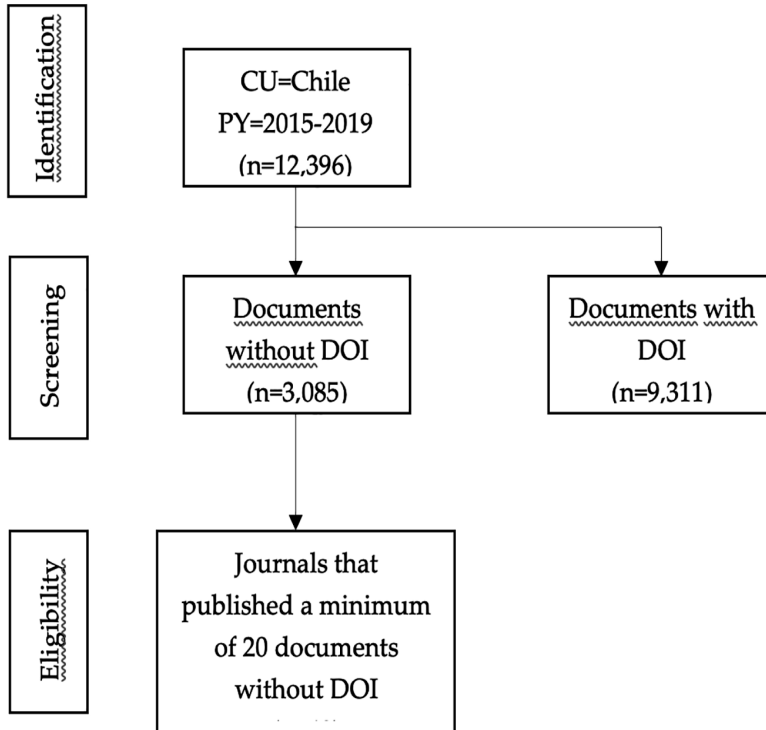 Identification
CU=Chile
PY=2015-2019
(n=12,396)
Screening
Documents
without DOI
(n=3,085)
Documents with
DOI
(n=9,311)
Eligibility
Journals that
published a minimum
of 20 documents
without DOI